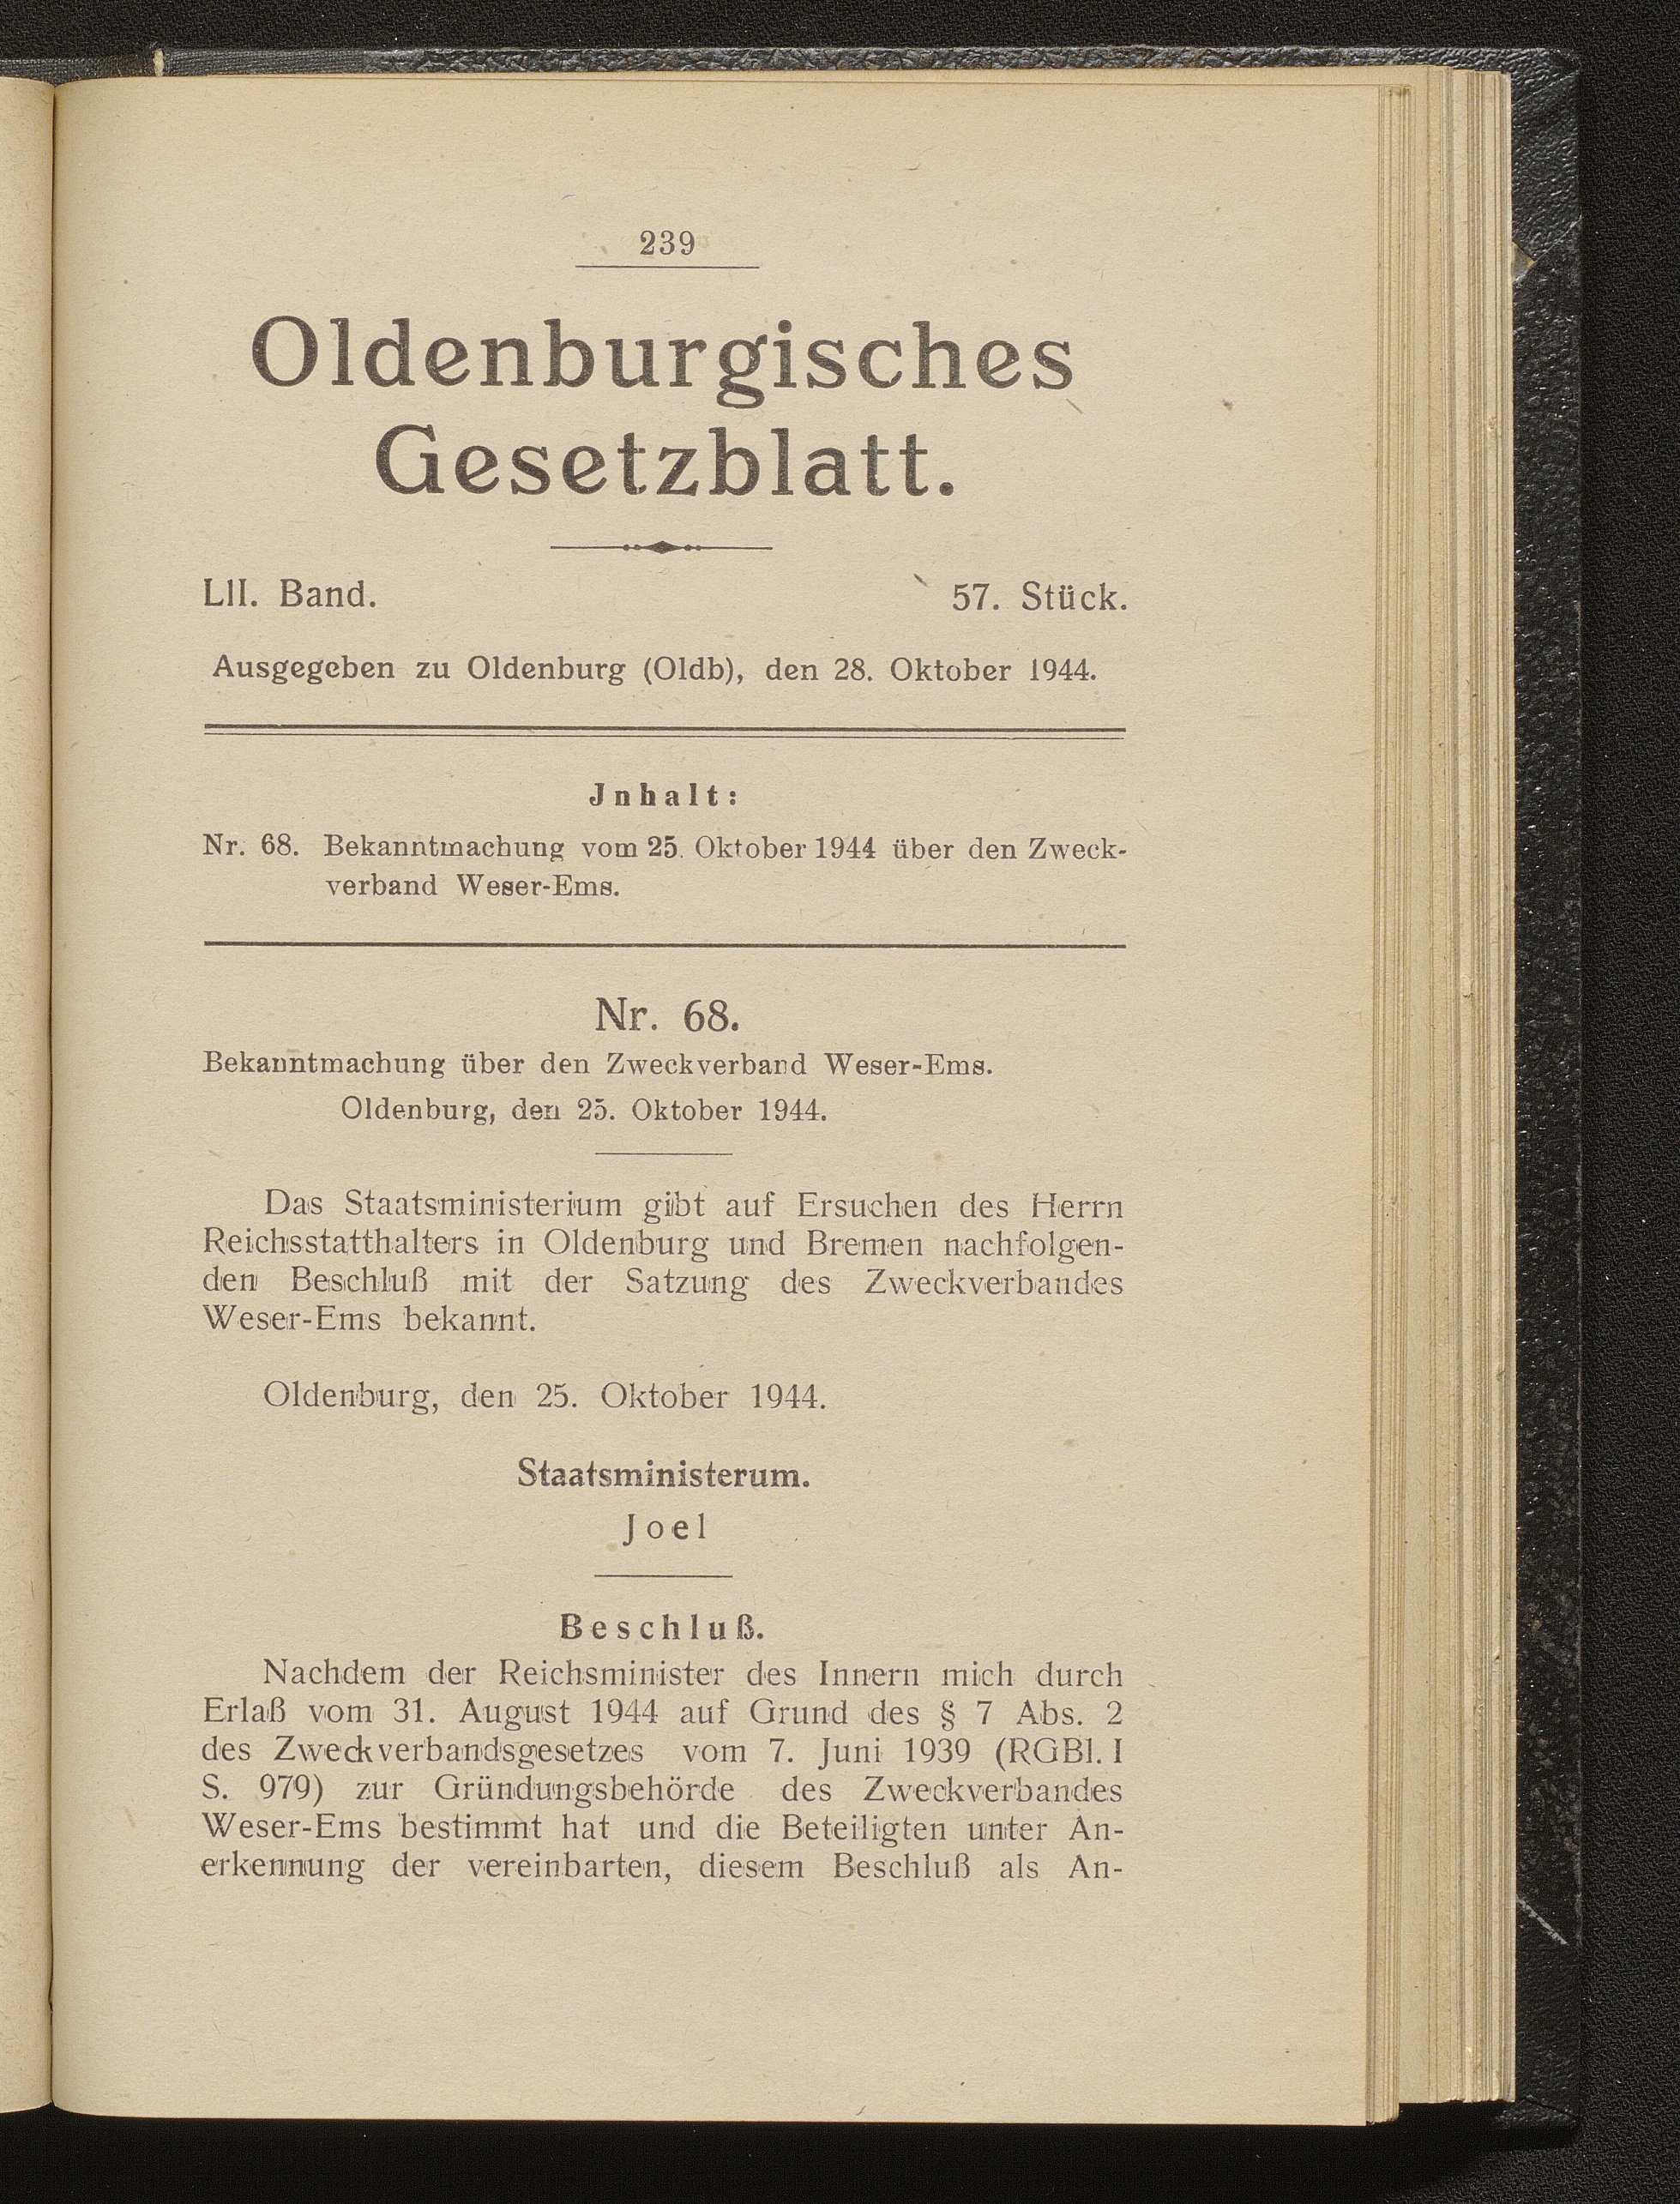 239
Oldenburgisches
Gesetzblatt.
LII. Band. 57. Stück.
Ausgegeben zu Oldenburg (Oldb), den 28. Oktober 1944.
Jnhalt:
Nr. 68. Bekanntmachung vom 25. Oktober 1944 über den Zweck-
verband Weser-Ems.
Nr. 68.
Bekanntmachung über den Zweckverband Weser-Ems.
Oldenburg, den 25. Oktober 1944.
Das Staatsministerium gibt auf Ersuchen des Herrn
Reichsstatthalters in Oldenburg und Bremen nachfolgen-
den Beschluß mit der Satzung des Zweckverbandes
Weser-Ems bekannt.
Oldenburg, den 25. Oktober 1944.
Staatsministerum.
Joel
Beschluß.
Nachdem der Reichsminister des Innern mich durch
Erlaß vom 31. August 1944 auf Grund des § 7 Abs. 2
des Zweckverbandsgesetzes vom 7. Juni 1939 (RGBl. I
S. 979) zur Gründungsbehörde des Zweckverbandes
Weser-Ems bestimmt hat und die Beteiligten unter An-
erkennung der vereinbarten, diesem Beschluß als An-